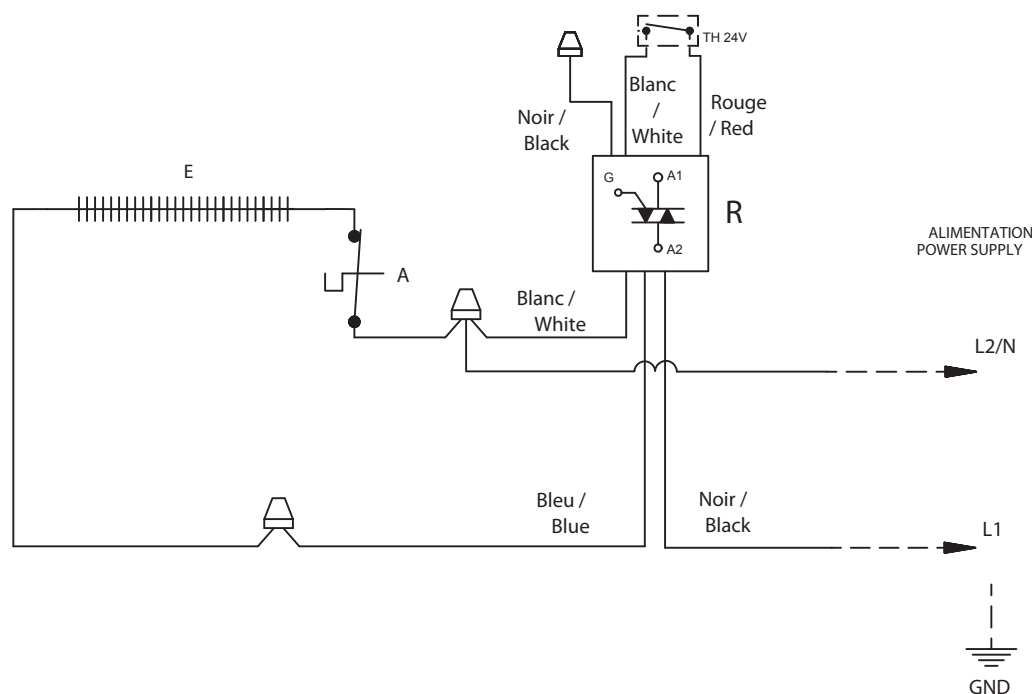 TH 24V
Blanc
/
White
Rouge
/ Red
Noir /
Black
E
G
A1
R
A2
ALIMENTATION
POWER SUPPLY
A
Blanc /
White
L2/N
Bleu /
Blue
Noir /
Black
L1
GND